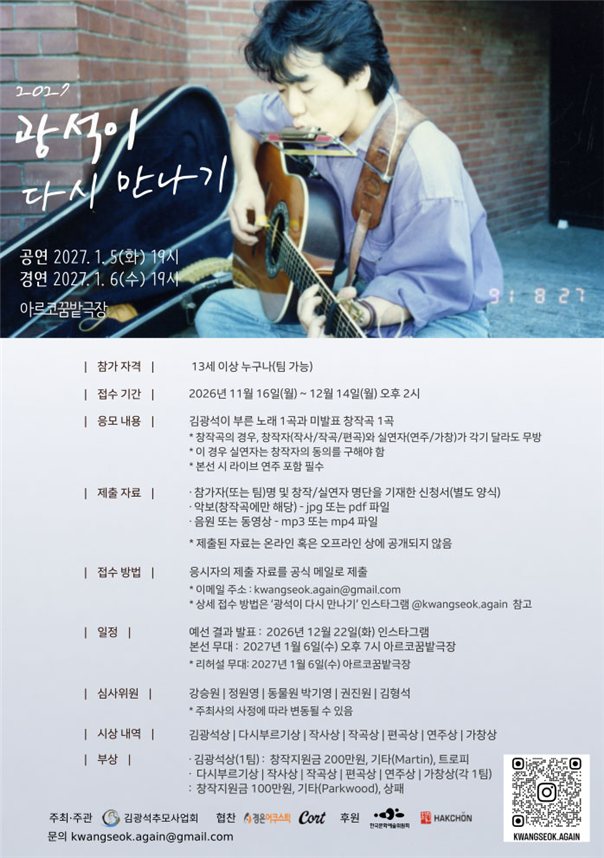 2027
광석이
다시 만나기
공연 2027. 1. 5(화) 19시
경연 2027. 1. 6(수) 19시
아르코꿈밭극장
91 8 27
| 참가 자격 | 13세 이상 누구나(팀 가능)
| 접수 기간 | 2026년 11월 16일(월) ~ 12월 14일(월) 오후 2시
| 응모 내용 | 김광석이 부른 노래 1곡과 미발표 창작곡 1곡
* 창작곡의 경우, 창작자(작사/작곡/편곡)와 실연자(연주/가창)가 각기 달라도 무방
* 이 경우 실연자는 창작자의 동의를 구해야 함
* 본선 시 라이브 연주 포함 필수
| 제출 자료 | · 참가자(또는 팀)명 및 창작/실연자 명단을 기재한 신청서(별도 양식)
· 악보(창작곡에만 해당) - jpg 또는 pdf 파일
· 음원 또는 동영상 - mp3 또는 mp4 파일
* 제출된 자료는 온라인 혹은 오프라인 상에 공개되지 않음
| 접수 방법 | 응시자의 제출 자료를 공식 메일로 제출
* 이메일 주소 : kwangseok.again@gmail.com
* 상세 접수 방법은 '광석이 다시 만나기' 인스타그램 @kwangseok.again 참고
| 일정 | 예선 결과 발표 : 2026년 12월 22일(화) 인스타그램
본선 무대 : 2027년 1월 6일(수) 오후 7시 아르코꿈밭극장
* 리허설 무대: 2027년 1월 6일(수) 아르코꿈밭극장
| 심사위원 | 강승원 | 정원영 | 동물원 박기영 | 권진원 | 김형석
* 주최사의 사정에 따라 변동될 수 있음
| 시상 내역 | 김광석상 | 다시부르기상 | 작사상 | 작곡상 | 편곡상 | 연주상 | 가창상
| 부상 | · 김광석상(1팀) : 창작지원금 200만원, 기타(Martin), 트로피
· 다시부르기상 | 작사상 | 작곡상 | 편곡상 | 연주상 | 가창상(각 1팀)
: 창작지원금 100만원, 기타(Parkwood), 상패
주최·주관 김광석추모사업회 협찬 경은어쿠스틱 Cort 후원 한국문화예술위원회 HAKCHÔN
문의 kwangseok.again@gmail.com
KWANGSEOK.AGAIN